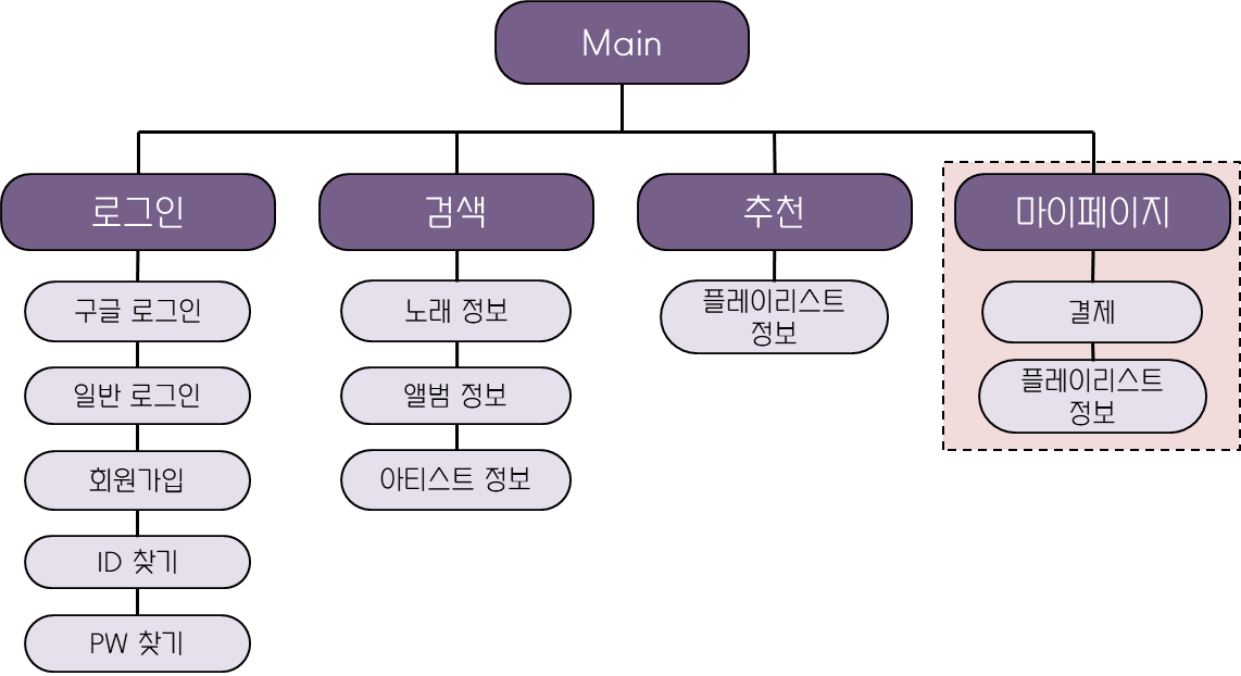 Main
로그인
검색
추천
마이페이지
구글 로그인
일반 로그인
회원가입
ID 찾기
PW 찾기
노래 정보
앨범 정보
아티스트 정보
플레이리스트
정보
결제
플레이리스트
정보